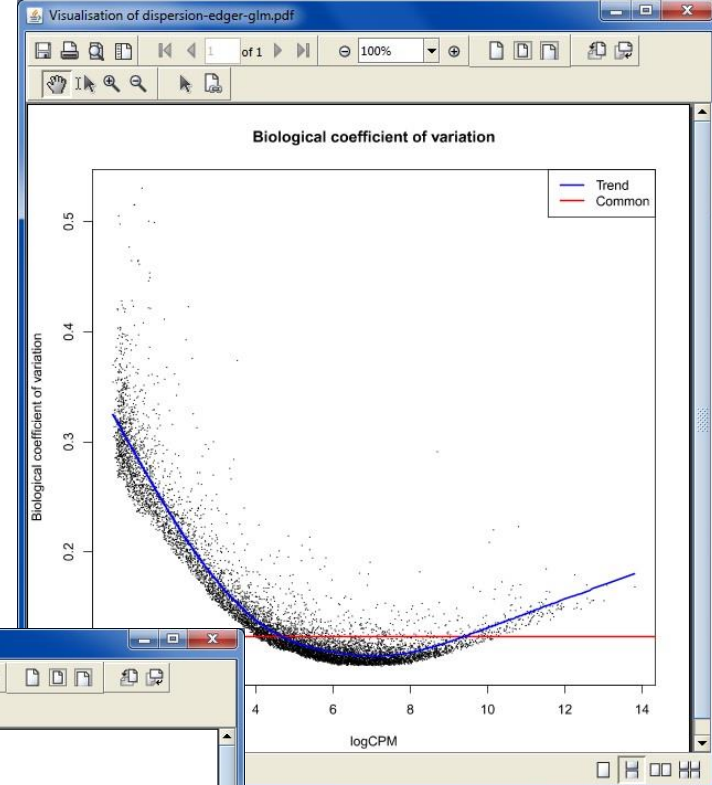 Visualisation of dispersion-edger-glm.pdf
1 of 1 100%
Biological coefficient of variation
Trend
Common
0.5
0.4
0.3
0.2
Biological coefficient of variation
4 6 8 10 12 14
logCPM